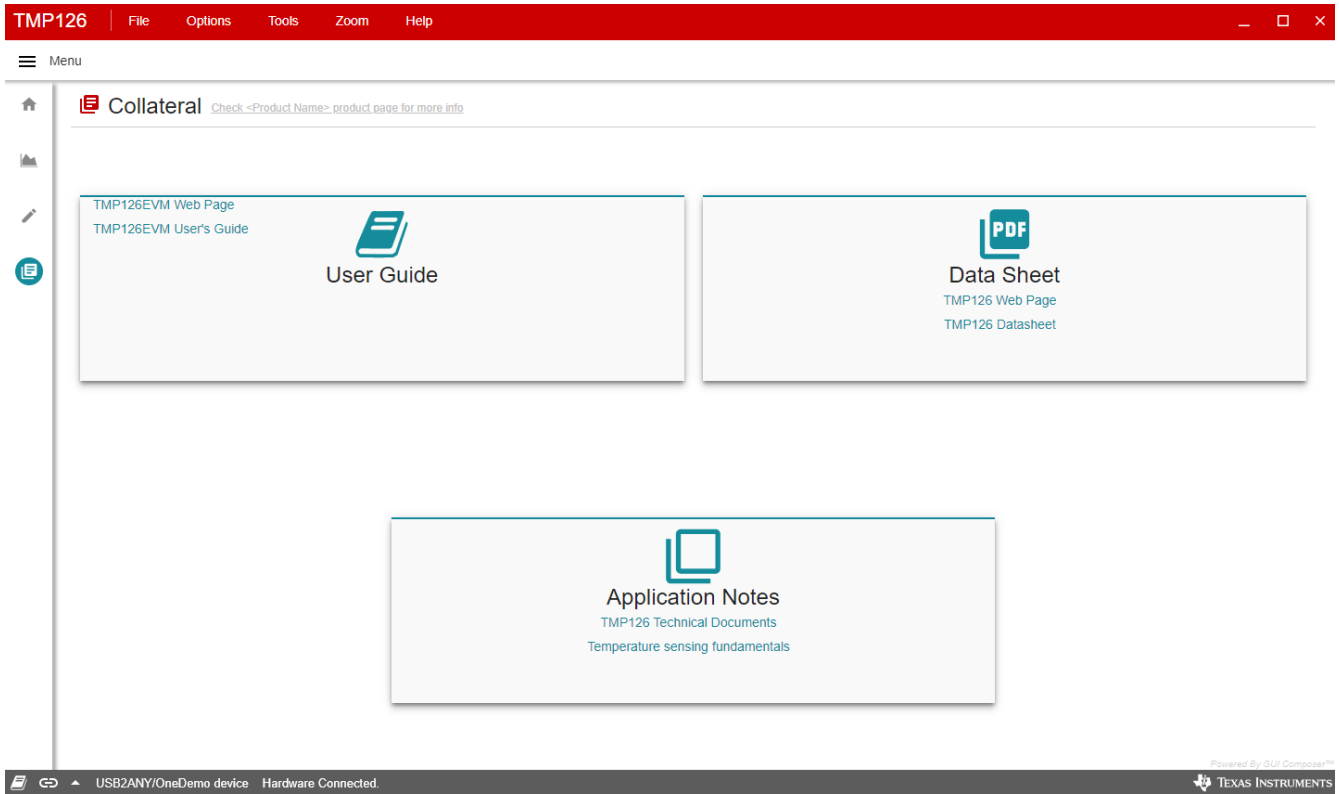 TMP126 File Options Tools Zoom Help
Menu
Collateral Check <Product Name> product page for more info
TMP126EVM Web Page
TMP126EVM User's Guide
User Guide
PDF
Data Sheet
TMP126 Web Page
TMP126 Datasheet
Application Notes
TMP126 Technical Documents
Temperature sensing fundamentals
Powered By GUI Composer™
USB2ANY/OneDemo device Hardware Connected. TEXAS INSTRUMENTS